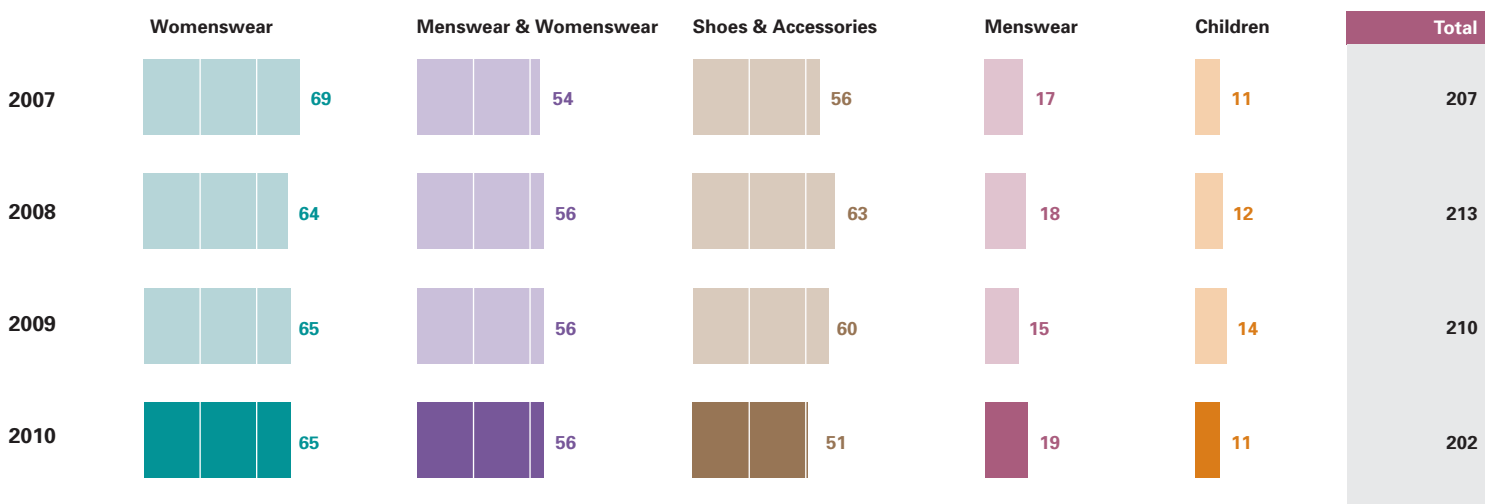 Womenswear Menswear & Womenswear Shoes & Accessories Menswear Children Total
2007 69 54 56 17 11 207
2008 64 56 63 18 12 213
2009 65 56 60 15 14 210
2010 65 56 51 19 11 202